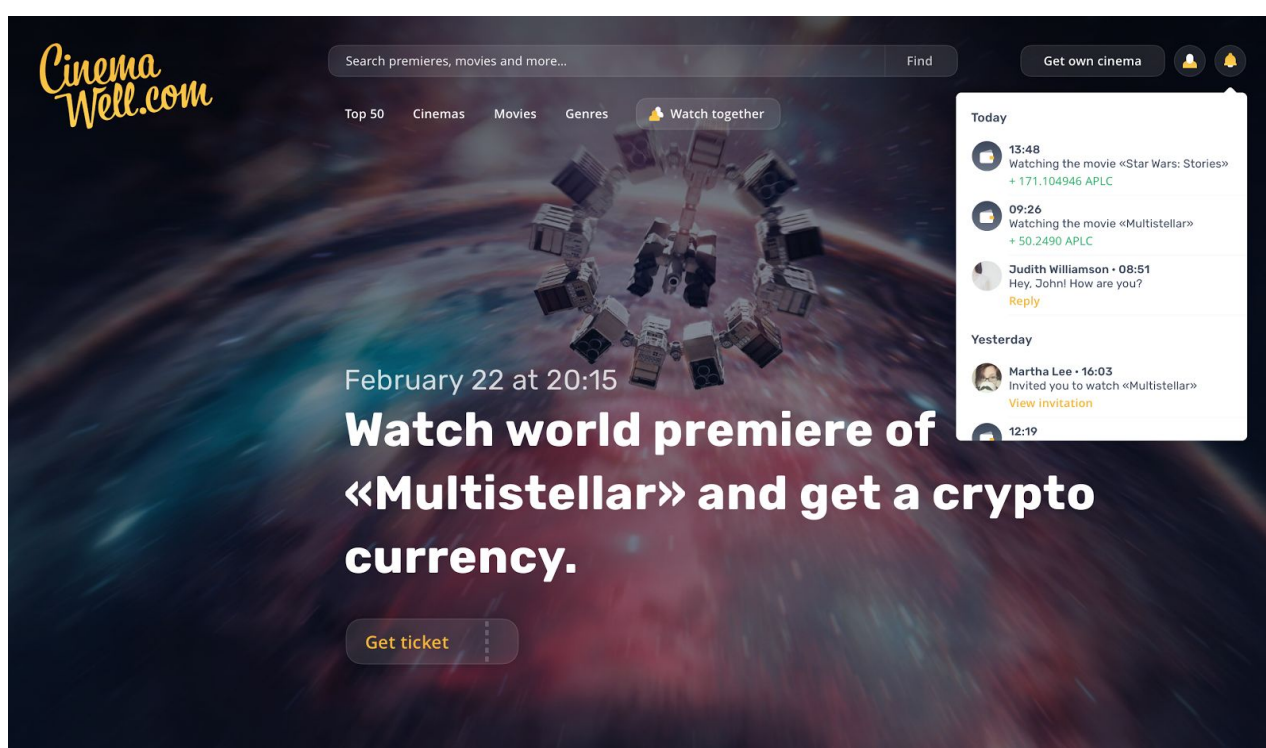 Cinema
Well.com
Search premieres, movies and more...
Find
Get own cinema
Top 50
Cinemas
Movies
Genres
Watch together
Today
13:48
Watching the movie «Star Wars: Stories»
+ 171.104946 APLC
09:26
Watching the movie «Multistellar»
+ 50.2490 APLC
Judith Williamson • 08:51
Hey, John! How are you?
Reply
Yesterday
Martha Lee • 16:03
Invited you to watch «Multistellar»
View invitation
12:19
February 22 at 20:15
Watch world premiere of
«Multistellar» and get a crypto
currency.
Get ticket